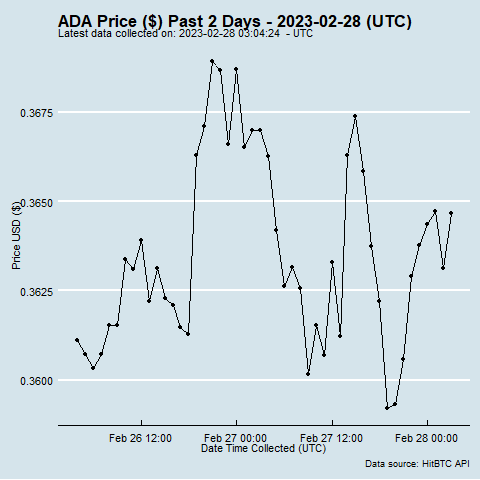 ADA Price ($) Past 2 Days - 2023-02-28 (UTC)
Latest data collected on: 2023-02-28 03:04:24  - UTC
Price USD ($)
0.3675
0.3650
0.3625
0.3600
Feb 26 12:00
Feb 27 00:00
Feb 27 12:00
Feb 28 00:00
Date Time Collected (UTC)
Data source: HitBTC API